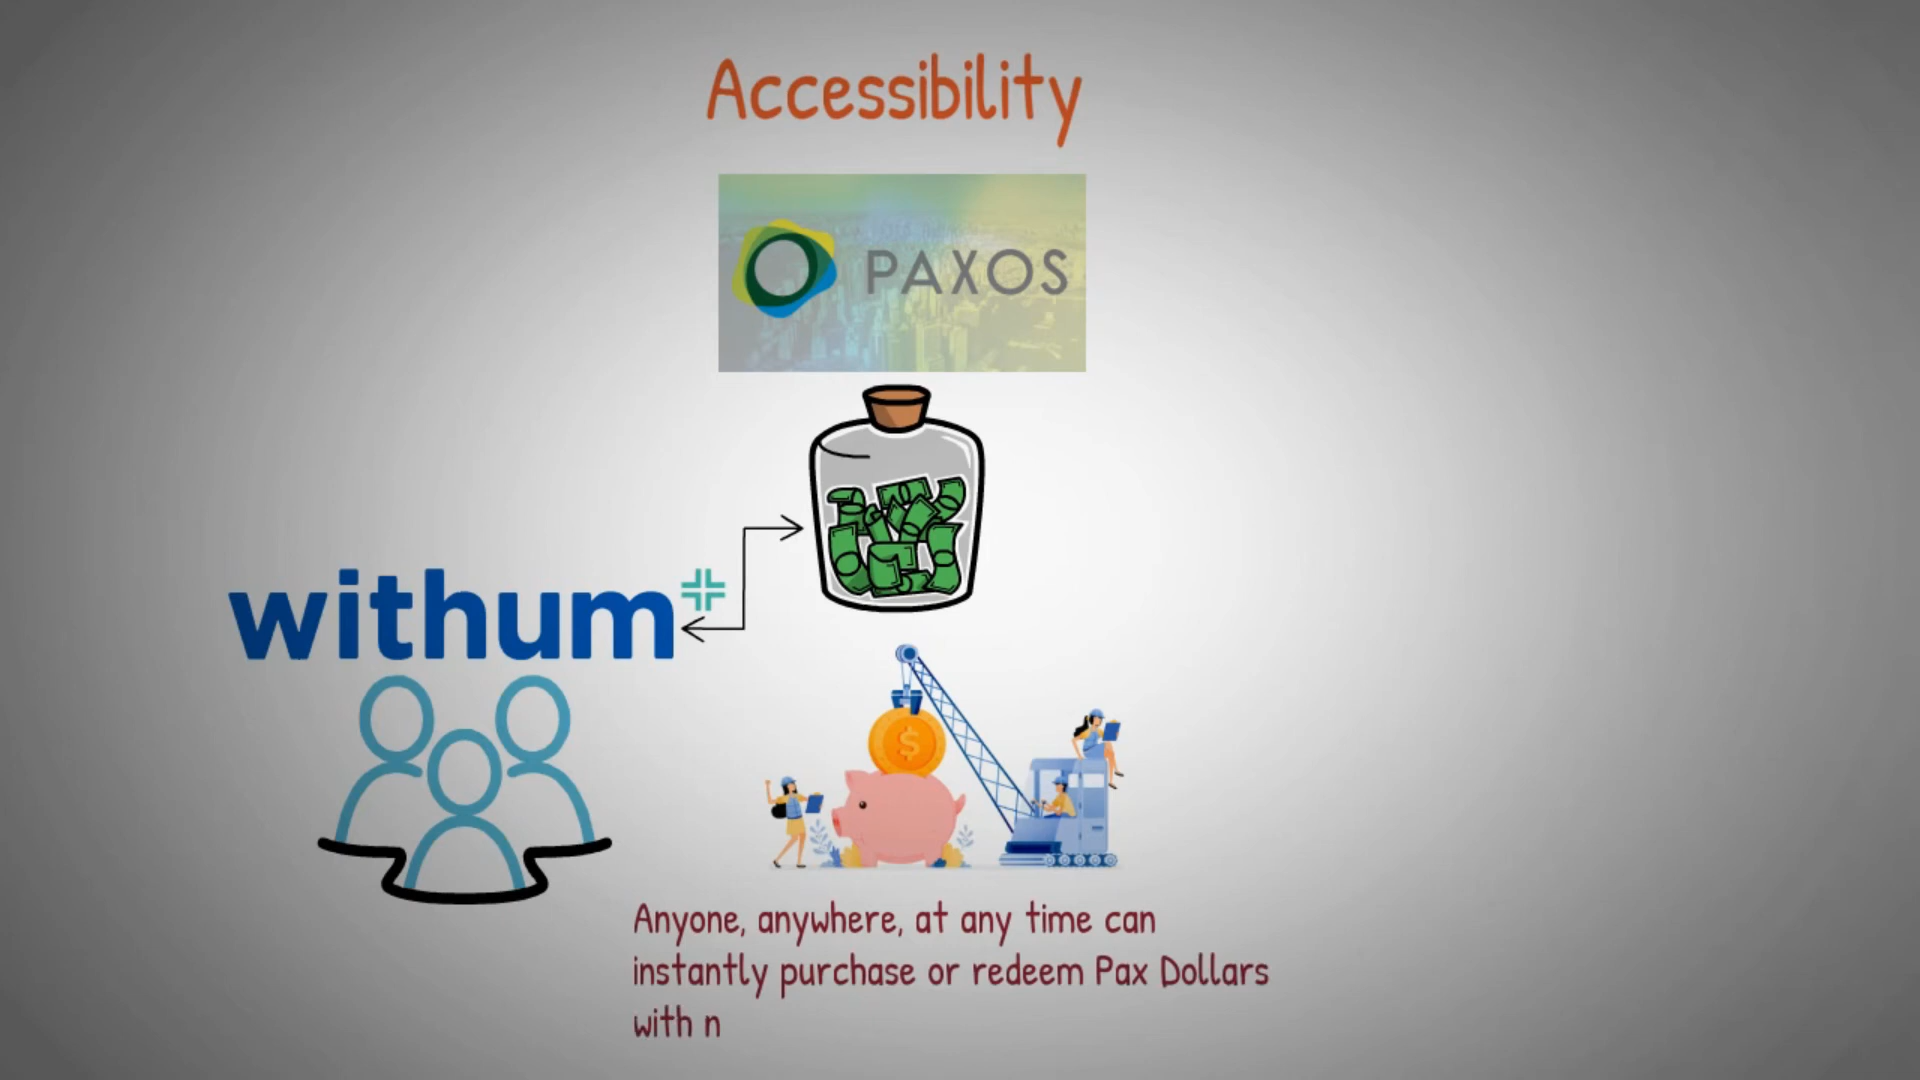 Accessibility
PAXOS
withum
Anyone, anywhere, at any time can
instantly purchase or redeem Pax Dollars
with n